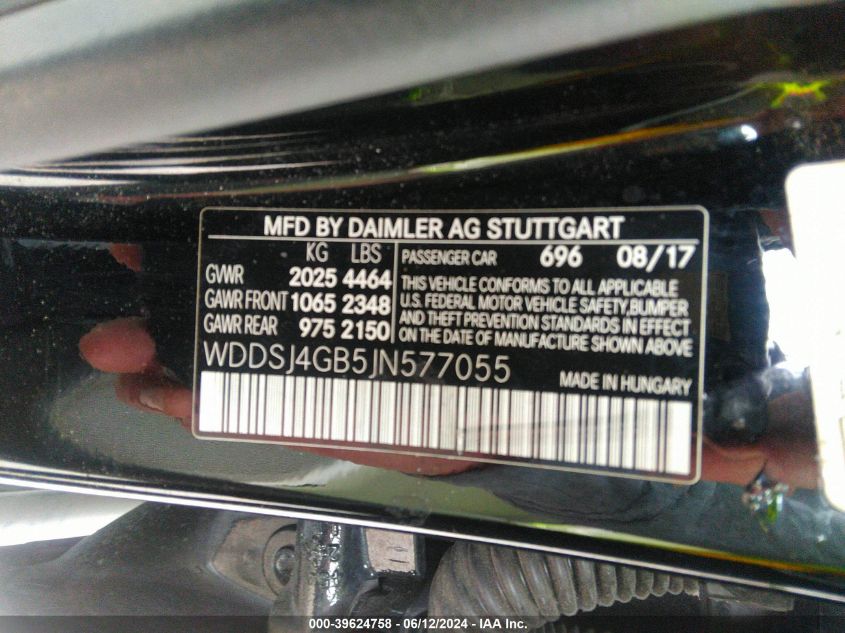 MFD BY DAIMLER AG STUTTGART
KG LBS
GVWR 2025 4464
GAWR FRONT 1065 2348
GAWR REAR 975 2150
PASSENGER CAR 696 08/17
THIS VEHICLE CONFORMS TO ALL APPLICABLE
U.S. FEDERAL MOTOR VEHICLE SAFETY,BUMPER
AND THEFT PREVENTION STANDARDS IN EFFECT
ON THE DATE OF MANUFACTURE SHOWN ABOVE
WDDSJ4GB5JN577055
MADE IN HUNGARY
000-39624758 - 06/12/2024 - IAA, Inc.